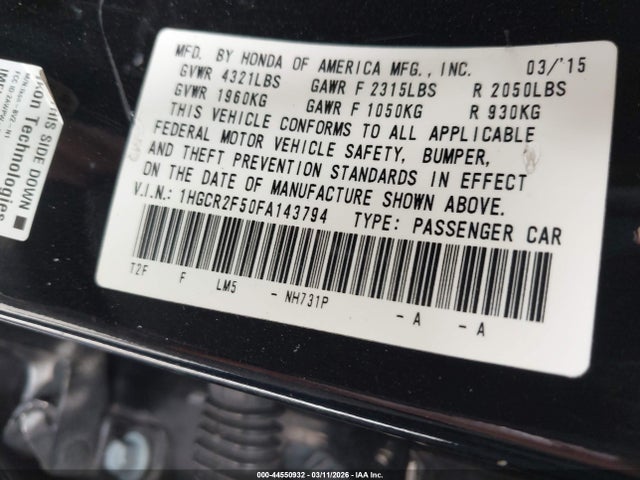 MFD. BY HONDA OF AMERICA MFG., INC. 03/'15
GVWR 4321LBS GAWR F 2315LBS R 2050LBS
GVWR 1960KG GAWR F 1050KG R 930KG
THIS VEHICLE CONFORMS TO ALL APPLICABLE
FEDERAL MOTOR VEHICLE SAFETY, BUMPER,
AND THEFT PREVENTION STANDARDS IN EFFECT
ON THE DATE OF MANUFACTURE SHOWN ABOVE.
V.I.N.: 1HGCR2F50FA143794 TYPE: PASSENGER CAR
T2F F LM5 - NH731P - A - A
THIS SIDE DOWN
Technologies
000-44550932 - 03/11/2026 - IAA Inc.